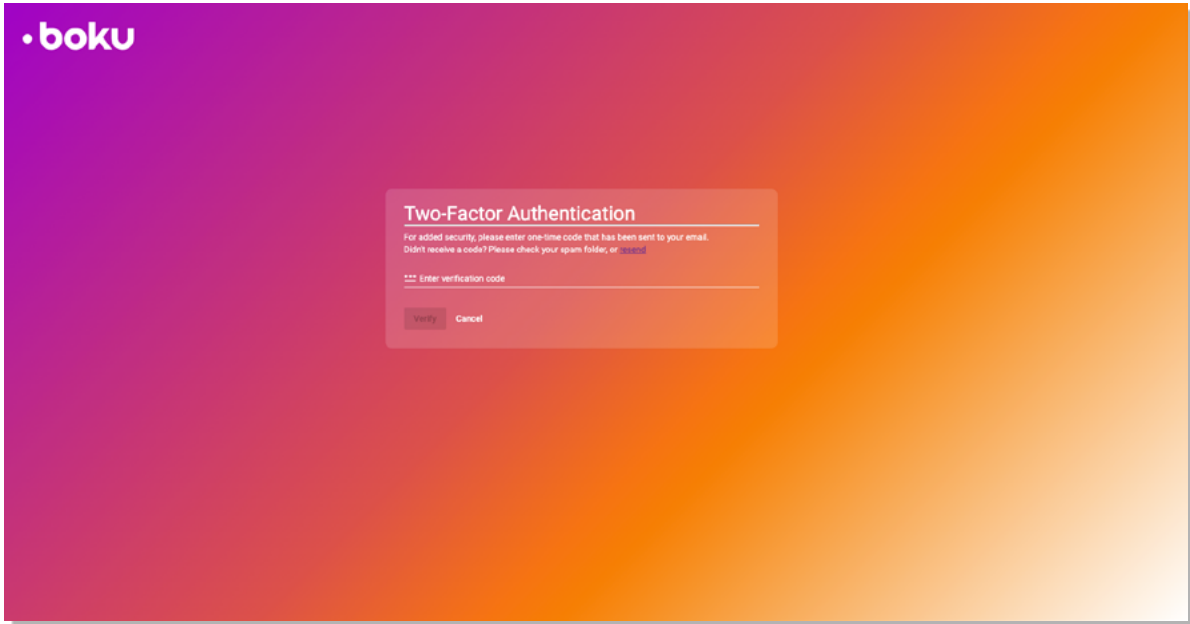 boku
Two-Factor Authentication
For added security, please enter one-time code that has been sent to your email.
Didn't receive a code? Please check your spam folder, or resend
*** Enter verification code
Verify Cancel